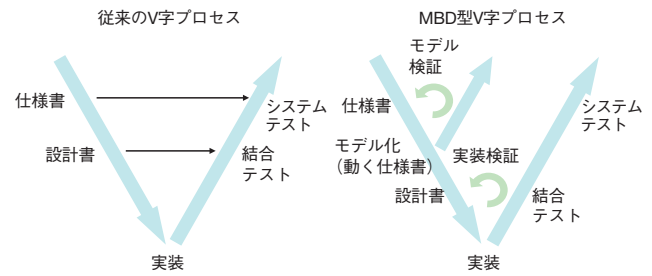 従来のV字プロセス
仕様書
設計書
システム
テスト
結合
テスト
実装
MBD型V字プロセス
モデル
検証
仕様書
モデル化
（動く仕様書）
設計書
実装検証
システム
テスト
結合
テスト
実装